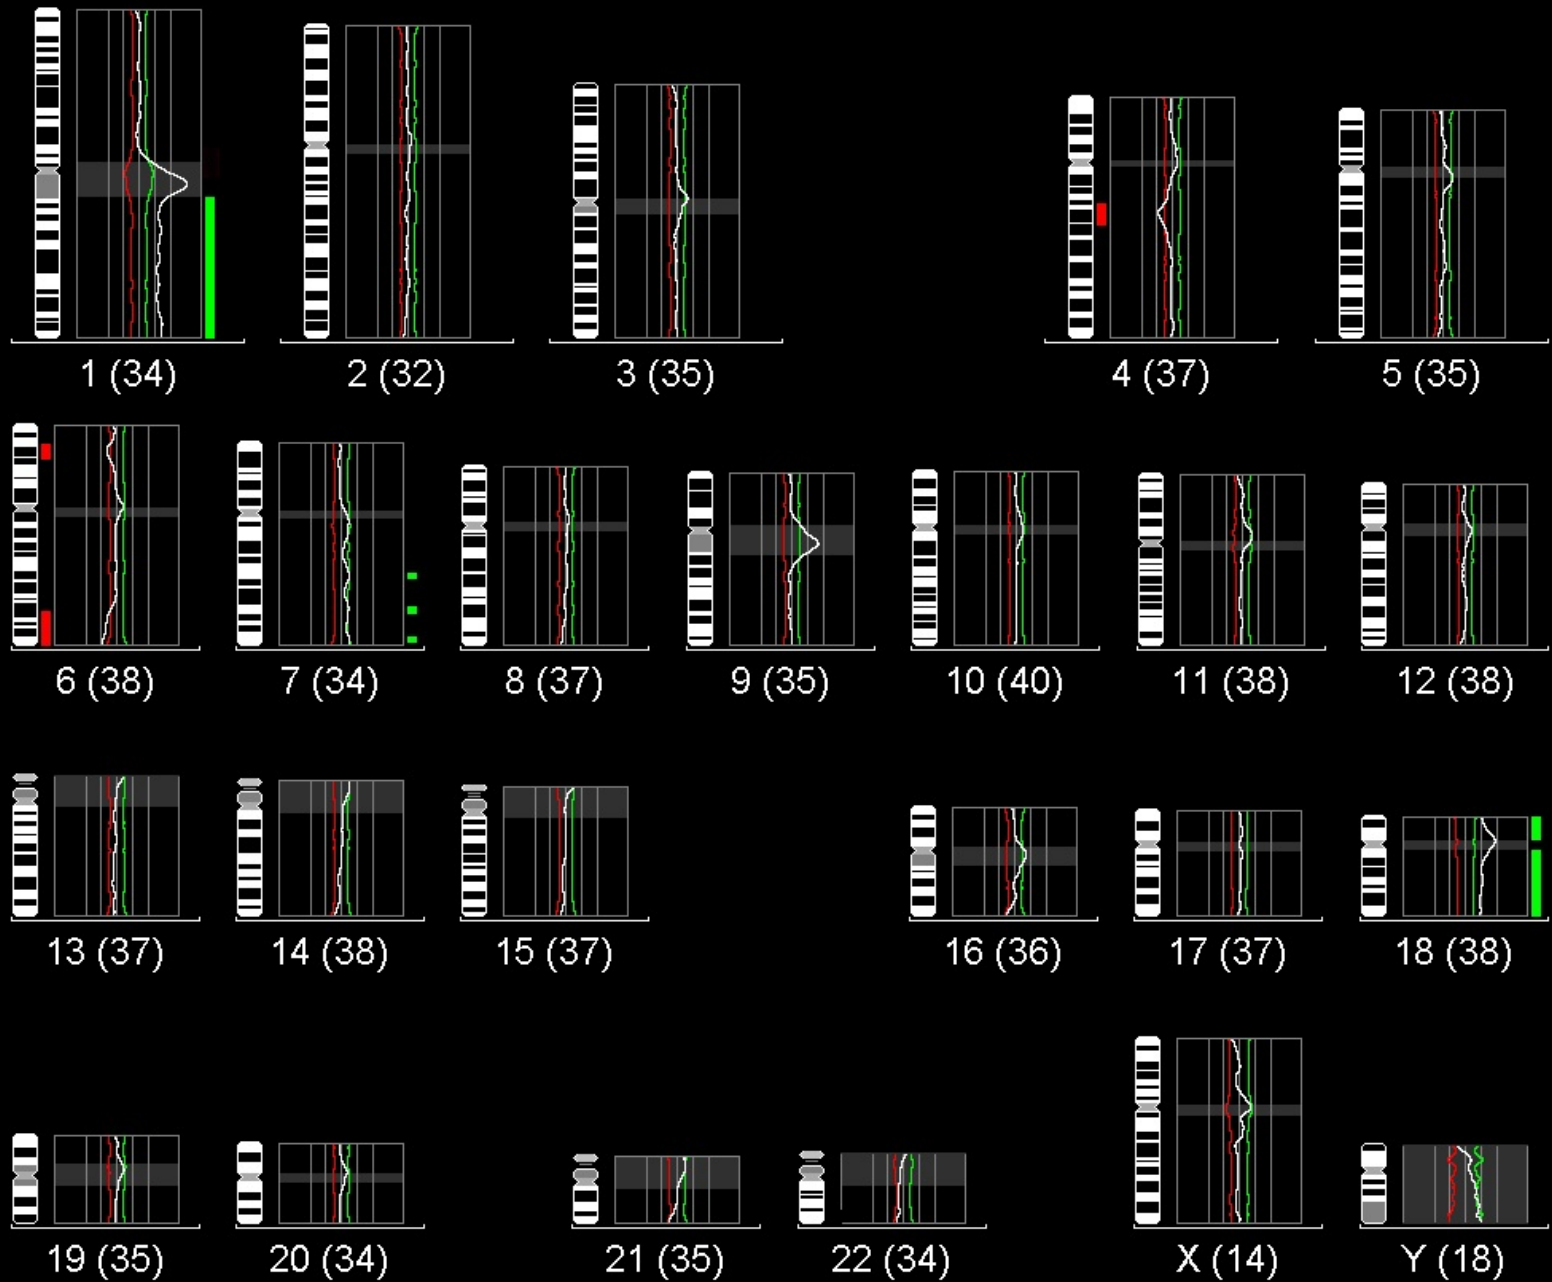 1 (34) 2 (32) 3 (35) 4 (37) 5 (35)
6 (38) 7 (34) 8 (37) 9 (35) 10 (40) 11 (38) 12 (38)
13 (37) 14 (38) 15 (37) 16 (36) 17 (37) 18 (38)
19 (35) 20 (34) 21 (35) 22 (34) X (14) Y (18)